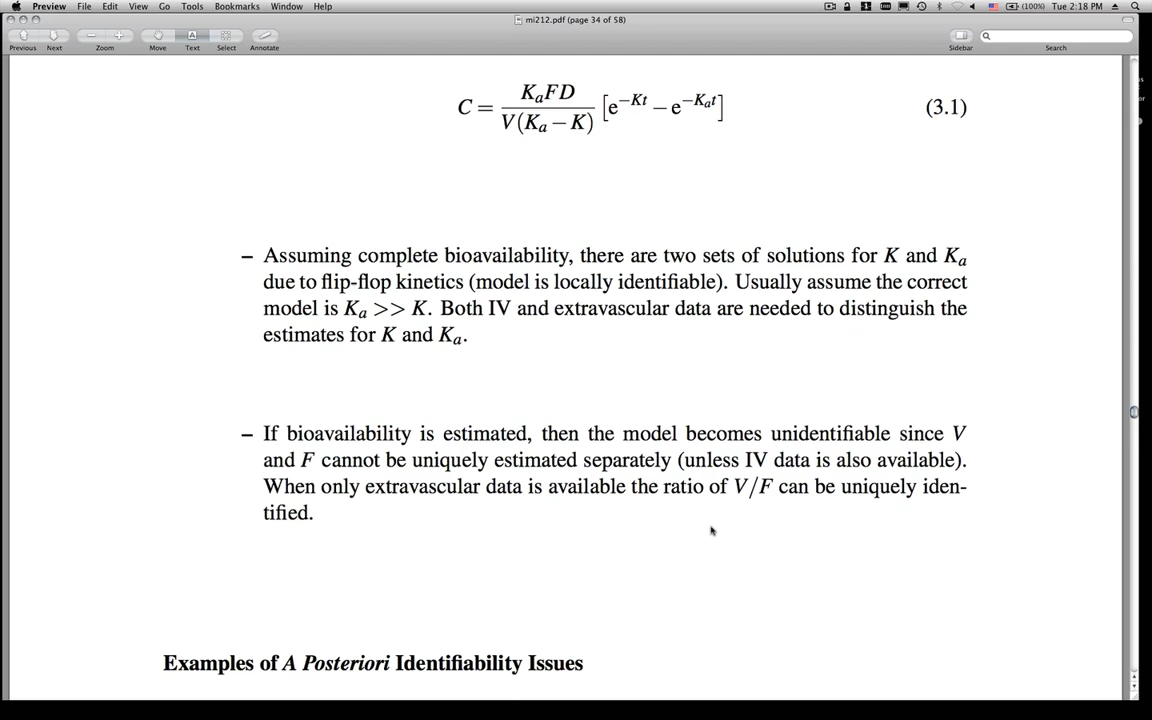 Preview File Edit View Go Tools Bookmarks Window Help (100%) Tue 2:18 PM
mi212.pdf (page 34 of 58)
Previous Next Zoom Move Text Select Annotate Sidebar Search
C = KaFD / V(Ka − K) [e−Kt − e−Kat] (3.1)
– Assuming complete bioavailability, there are two sets of solutions for K and Ka
due to flip-flop kinetics (model is locally identifiable). Usually assume the correct
model is Ka >> K. Both IV and extravascular data are needed to distinguish the
estimates for K and Ka.
– If bioavailability is estimated, then the model becomes unidentifiable since V
and F cannot be uniquely estimated separately (unless IV data is also available).
When only extravascular data is available the ratio of V/F can be uniquely iden-
tified.
Examples of A Posteriori Identifiability Issues